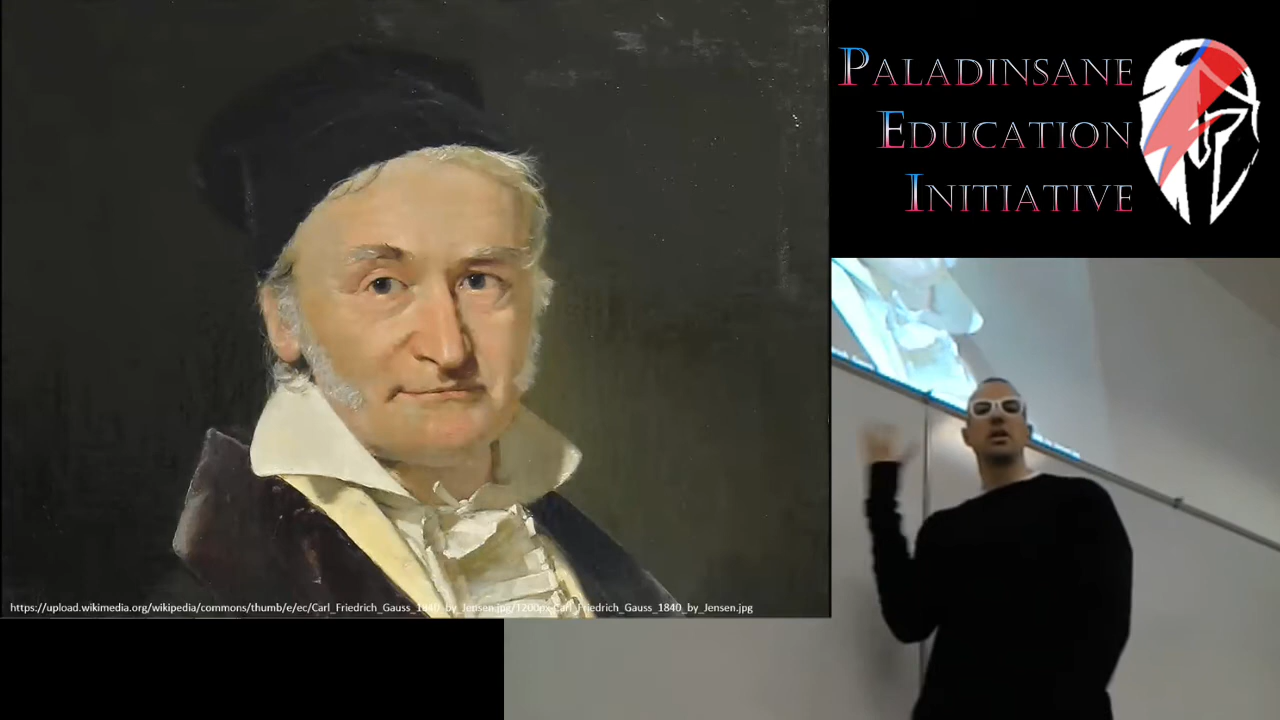 PALADINSANE
EDUCATION
INITIATIVE
https://upload.wikimedia.org/wikipedia/commons/thumb/e/ec/Carl_Friedrich_Gauss_1840_by_Jensen.jpg/1200px-Carl_Friedrich_Gauss_1840_by_Jensen.jpg